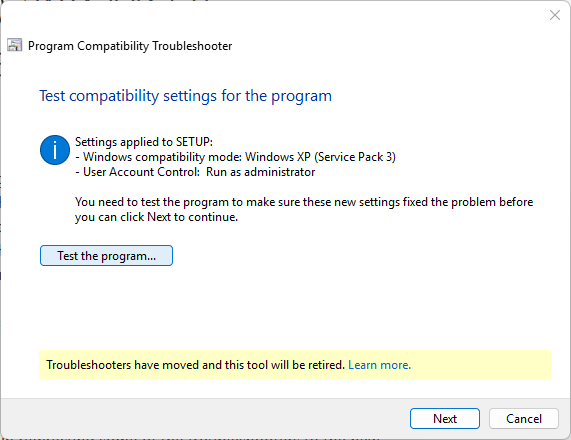 Program Compatibility Troubleshooter
Test compatibility settings for the program
Settings applied to SETUP:
- Windows compatibility mode: Windows XP (Service Pack 3)
- User Account Control:  Run as administrator
You need to test the program to make sure these new settings fixed the problem before
you can click Next to continue.
Test the program...
Troubleshooters have moved and this tool will be retired. Learn more.
Next
Cancel